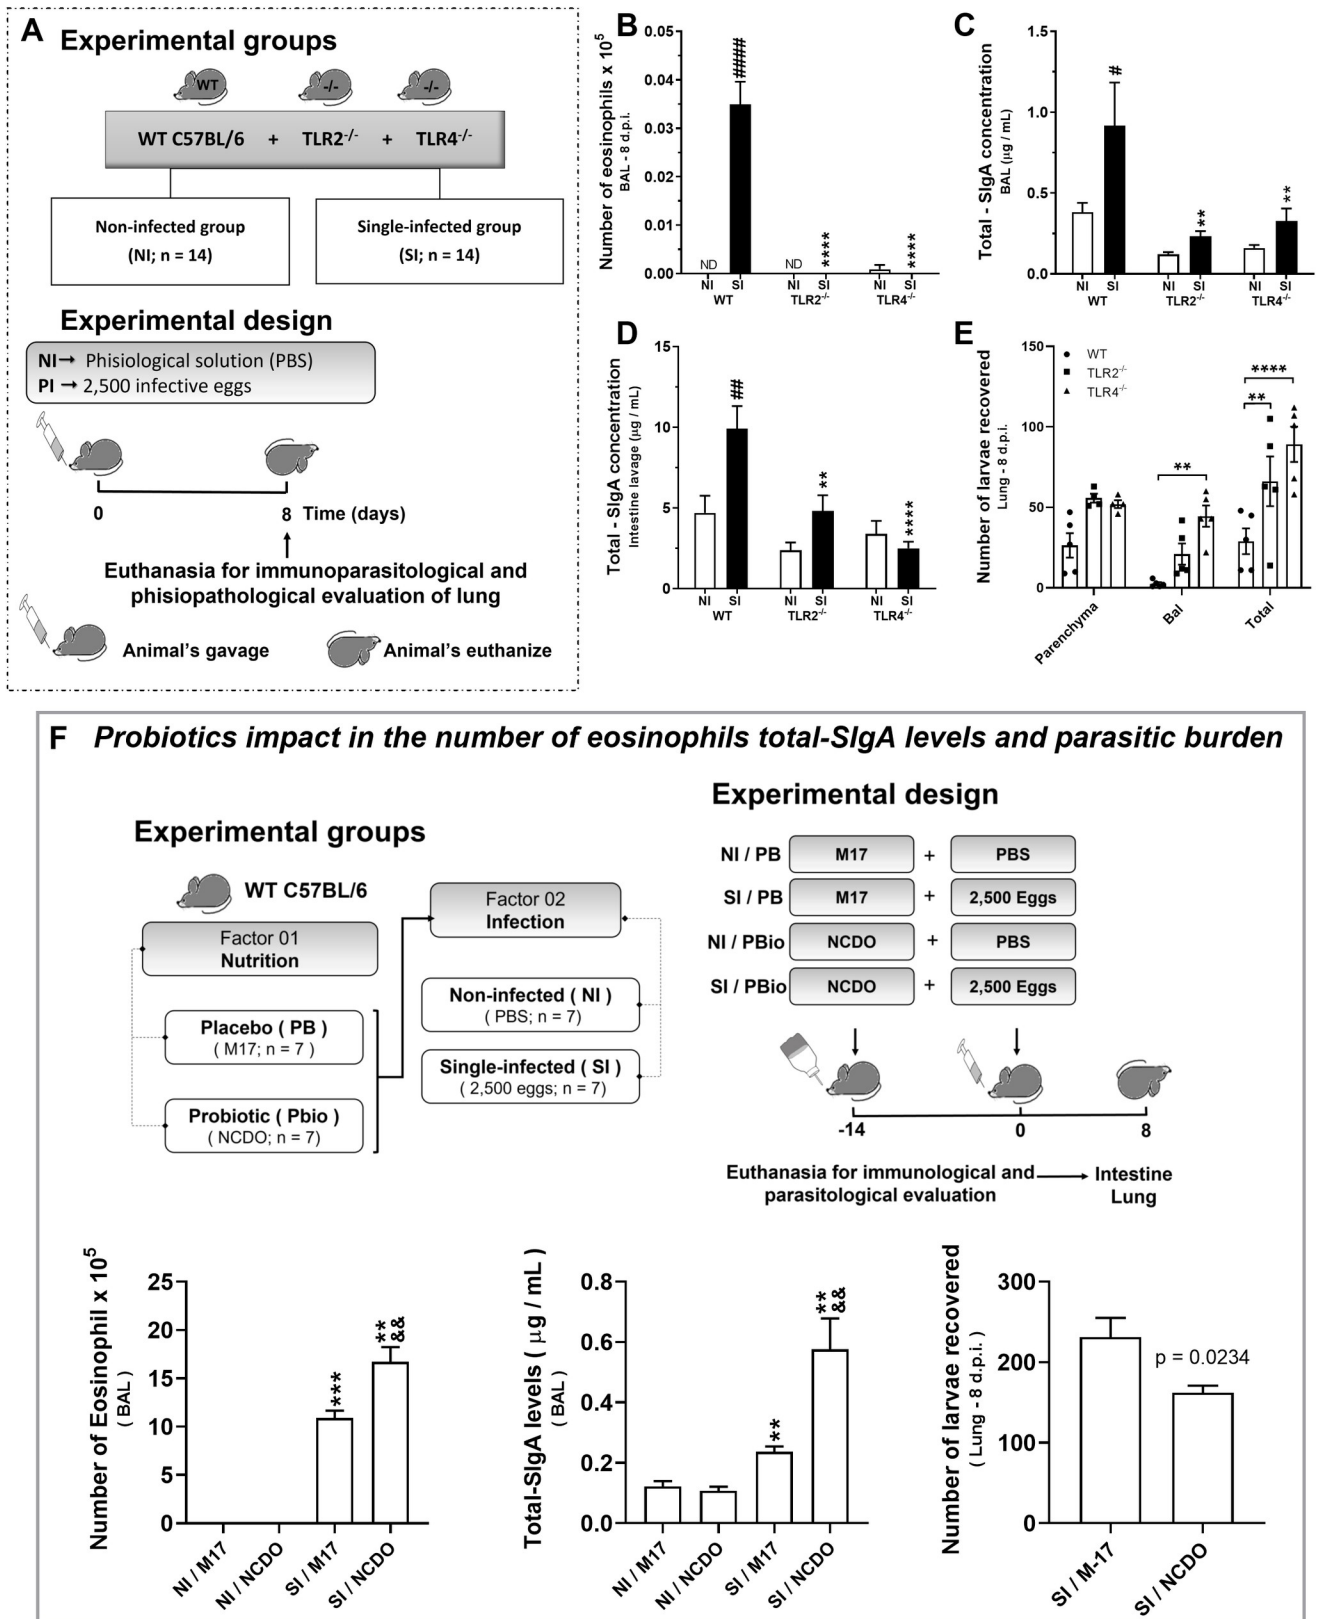 A
Experimental groups
WT
-/-
-/-
WT C57BL/6 + TLR2-/- + TLR4-/-
Non-infected group
(NI; n = 14)
Single-infected group
(SI; n = 14)
Experimental design
NI→ Phisiological solution (PBS)
PI → 2,500 infective eggs
0
8
Time (days)
Euthanasia for immunoparasitological and
phisiopathological evaluation of lung
Animal's gavage
Animal's euthanize
B
Number of eosinophils x 10^5
BAL - 8 d.p.i.
0.05
0.04
0.03
0.02
0.01
0.00
ND
####
ND
****
****
NI SI NI SI NI SI
WT TLR2-/- TLR4-/-
C
Total - SIgA concentration
BAL (µg / mL)
1.5
1.0
0.5
0.0
#
**
**
NI SI NI SI NI SI
WT TLR2-/- TLR4-/-
D
Total - SIgA concentration
Intestine lavage (µg / mL)
15
10
5
0
##
**
****
NI SI NI SI NI SI
WT TLR2-/- TLR4-/-
E
Number of larvae recovered
Lung - 8 d.p.i.
150
100
50
0
WT
TLR2-/-
TLR4-/-
**
**
****
Parenchyma
Bal
Total
F Probiotics impact in the number of eosinophils total-SIgA levels and parasitic burden
Experimental groups
WT C57BL/6
Factor 01
Nutrition
Placebo ( PB )
( M17; n = 7 )
Probiotic ( Pbio )
( NCDO; n = 7)
Factor 02
Infection
Non-infected ( NI )
( PBS; n = 7)
Single-infected ( SI )
( 2,500 eggs; n = 7)
Experimental design
NI / PB M17 + PBS
SI / PB M17 + 2,500 Eggs
NI / PBio NCDO + PBS
SI / PBio NCDO + 2,500 Eggs
-14
0
8
Euthanasia for immunological and
parasitological evaluation
Intestine
Lung
Number of Eosinophil x 10^5
( BAL )
25
20
15
10
5
0
***
**
&&
NI / M17
NI / NCDO
SI / M17
SI / NCDO
Total-SIgA levels ( µg / mL )
( BAL )
0.8
0.6
0.4
0.2
0.0
**
**
&&
NI / M17
NI / NCDO
SI / M17
SI / NCDO
Number of larvae recovered
( Lung - 8 d.p.i. )
300
200
100
0
p = 0.0234
SI / M-17
SI / NCDO